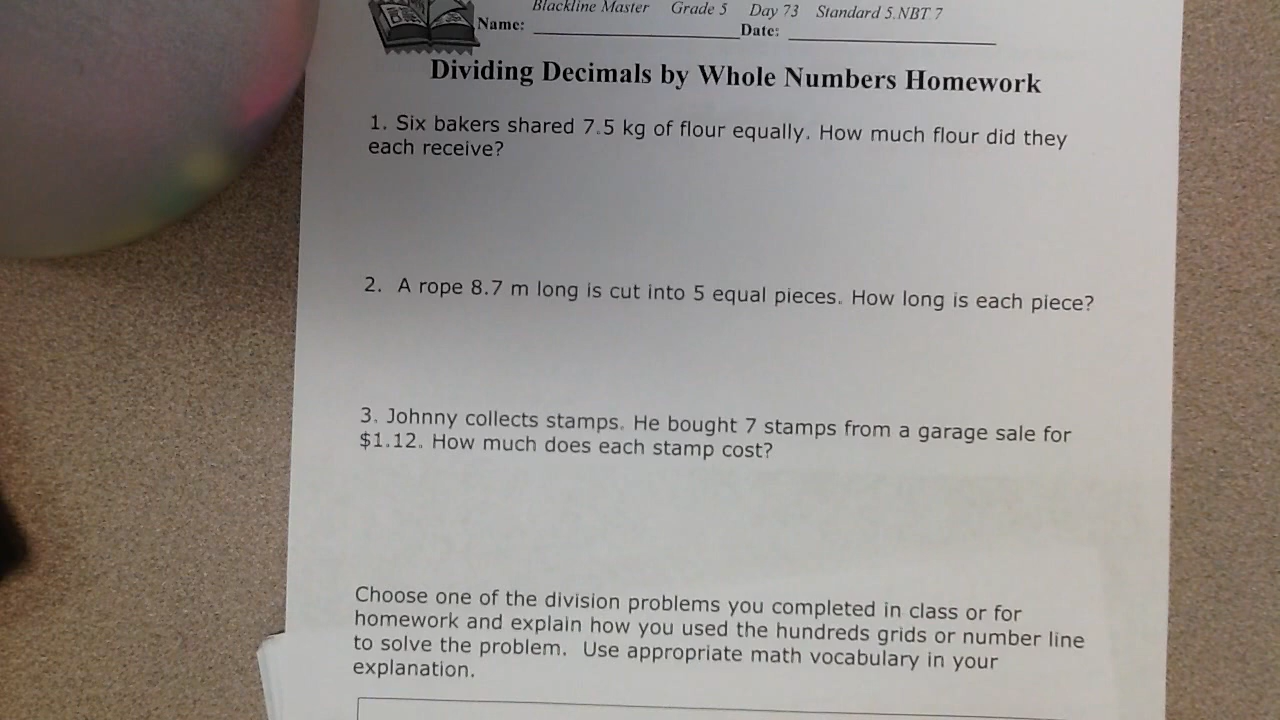 Blackline Master Grade 5 Day 73 Standard 5.NBT.7
Name: ____________________ Date: ____________________
Dividing Decimals by Whole Numbers Homework
1. Six bakers shared 7.5 kg of flour equally. How much flour did they
each receive?
2. A rope 8.7 m long is cut into 5 equal pieces. How long is each piece?
3. Johnny collects stamps. He bought 7 stamps from a garage sale for
$1.12. How much does each stamp cost?
Choose one of the division problems you completed in class or for
homework and explain how you used the hundreds grids or number line
to solve the problem. Use appropriate math vocabulary in your
explanation.